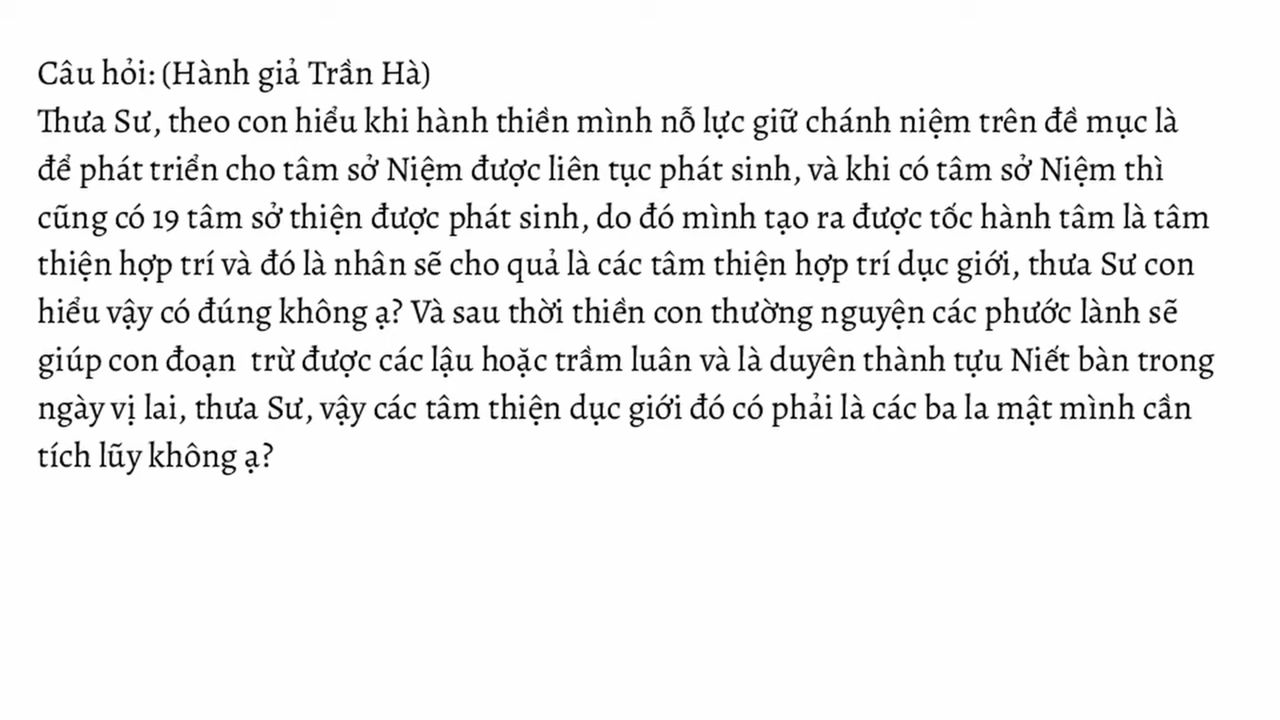 Câu hỏi: (Hành giả Trần Hà)
Thưa Sư, theo con hiểu khi hành thiền mình nỗ lực giữ chánh niệm trên đề mục là
để phát triển cho tâm sở Niệm được liên tục phát sinh, và khi có tâm sở Niệm thì
cũng có 19 tâm sở thiện được phát sinh, do đó mình tạo ra được tốc hành tâm là tâm
thiện hợp trí và đó là nhân sẽ cho quả là các tâm thiện hợp trí dục giới, thưa Sư con
hiểu vậy có đúng không ạ? Và sau thời thiền con thường nguyện các phước lành sẽ
giúp con đoạn  trừ được các lậu hoặc trầm luân và là duyên thành tựu Niết bàn trong
ngày vị lai, thưa Sư, vậy các tâm thiện dục giới đó có phải là các ba la mật mình cần
tích lũy không ạ?